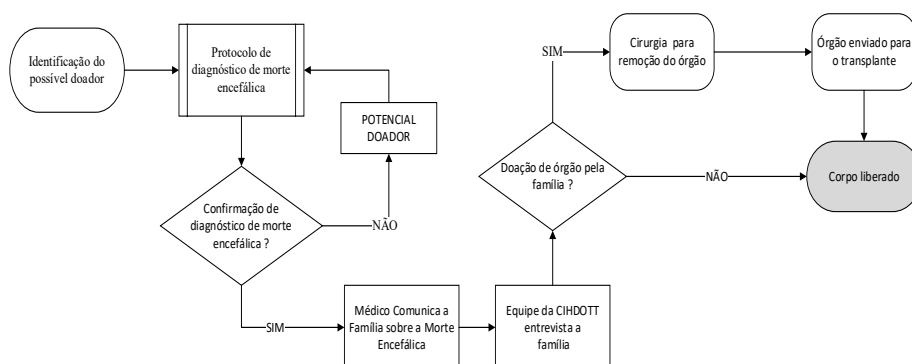 Identificação do
possível doador
Protocolo de
diagnóstico de morte
encefálica
POTENCIAL
DOADOR
Confirmação de
diagnóstico de morte
encefálica ?
NÃO
SIM
Médico Comunica a
Família sobre a Morte
Encefálica
Equipe da CIHDOTT
entrevista a
família
Doação de órgão pela
família ?
SIM
NÃO
Cirurgia para
remoção do órgão
Órgão enviado para
o transplante
Corpo liberado